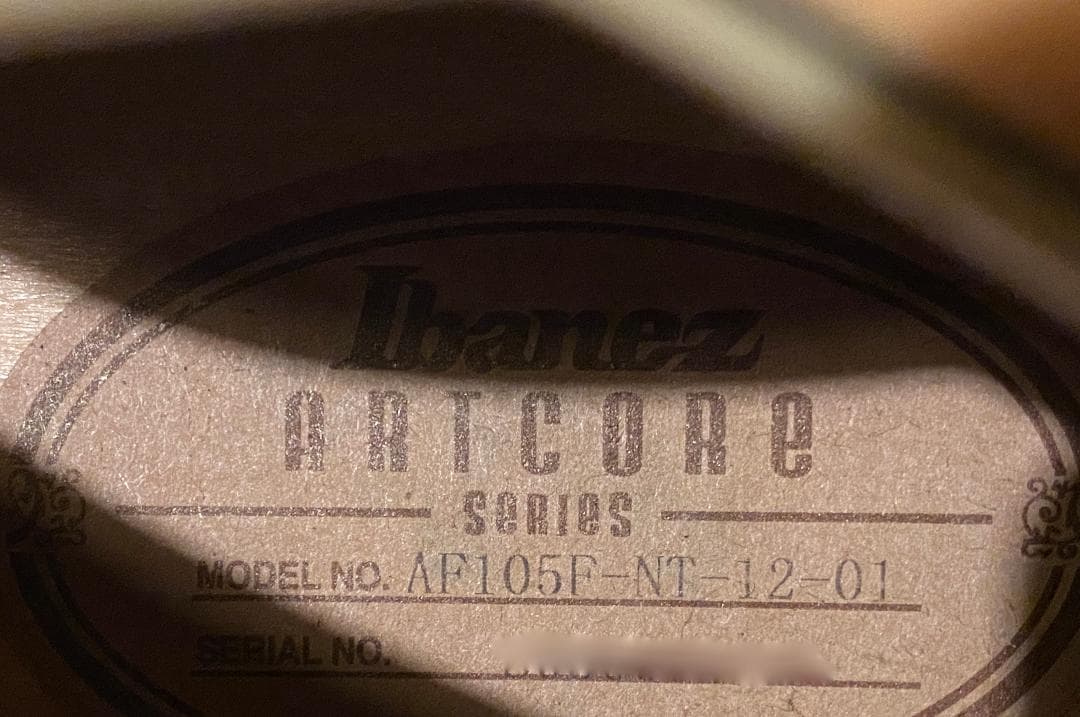 Ibanez
ARTCORE
SERIES
MODEL NO. AF105F-NT-12-01
SERIAL NO.